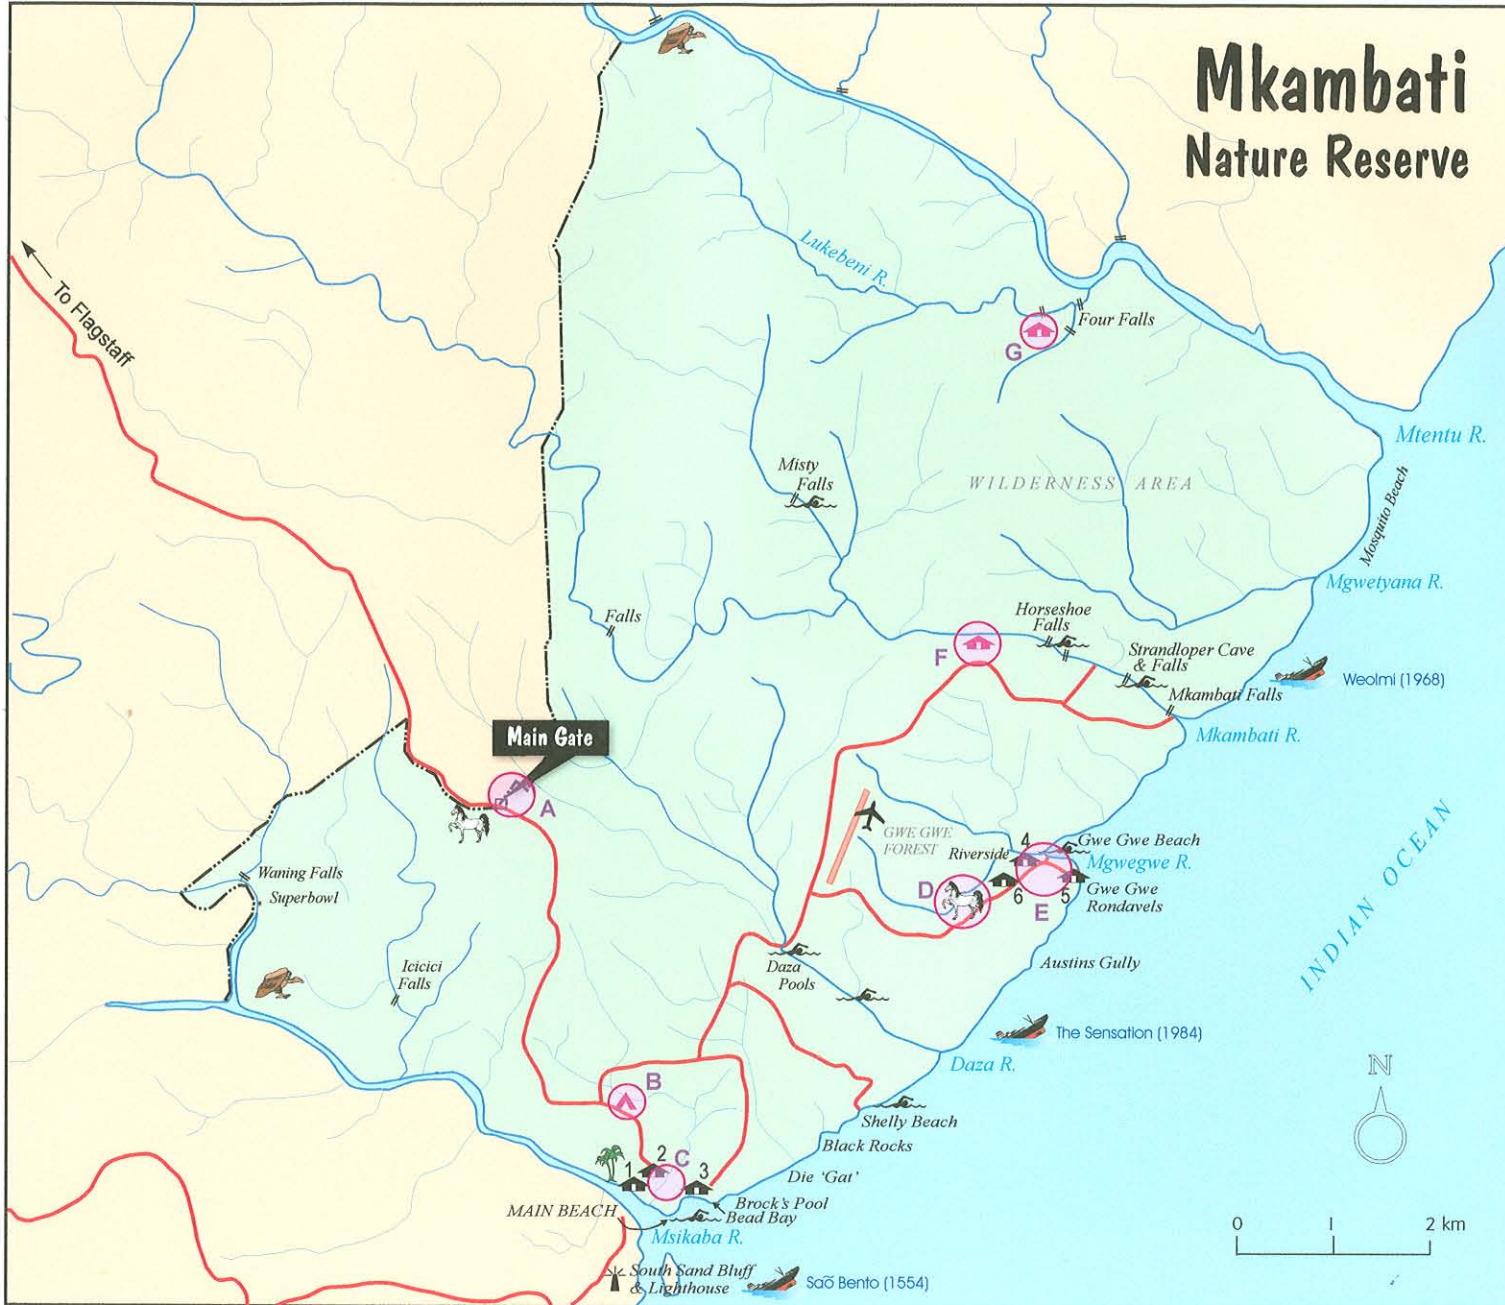 Mkambati
Nature Reserve
Lukebeni R.
To Flagstaff
Four Falls
G
Mtentu R.
Misty
Falls
WILDERNESS AREA
Mosquito Beach
Mgwetyana R.
Falls
Horseshoe
Falls
F
Strandloper Cave
& Falls
Weolmi (1968)
Mkambati Falls
Main Gate
Mkambati R.
A
GWE GWE
FOREST
4
Gwe Gwe Beach
Riverside
Mgwegwe R.
Waning Falls
Superbowl
D
6
5
E
Gwe Gwe
Rondavels
INDIAN OCEAN
Icicici
Falls
Daza
Pools
Austins Gully
The Sensation (1984)
Daza R.
N
B
Shelly Beach
Black Rocks
1
2
C
3
Die 'Gat'
Brock's Pool
MAIN BEACH
Bead Bay
Msikaba R.
0 1 2 km
South Sand Bluff
& Lighthouse
Saõ Bento (1554)